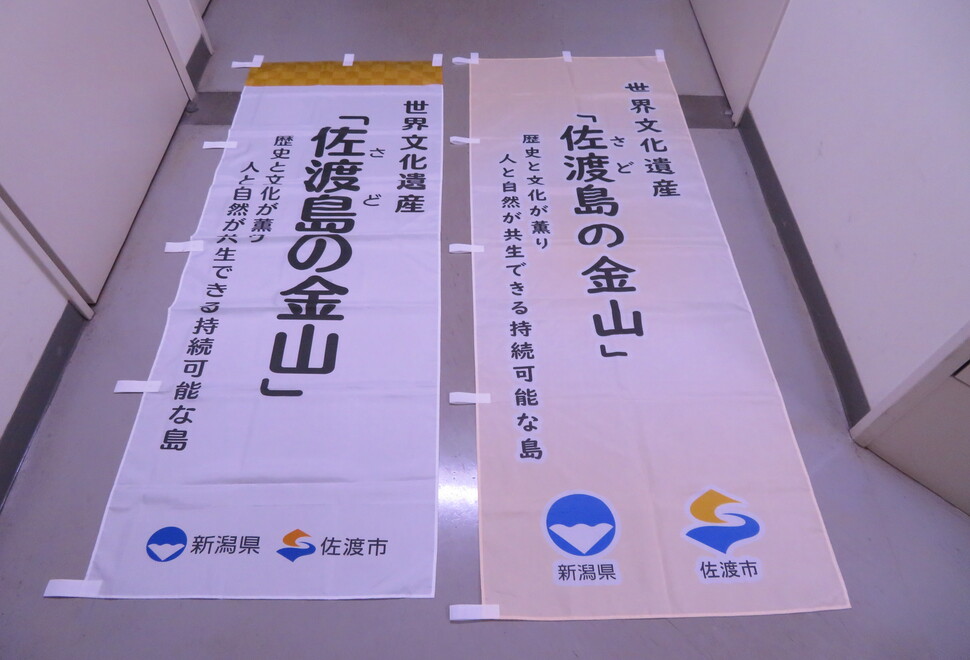 世界文化遺産
「佐渡島の金山」
さど
歴史と文化が薫り
人と自然が共生できる持続可能な島
新潟県
佐渡市
世界文化遺産
「佐渡島の金山」
さど
歴史と文化が薫り
人と自然が共生できる持続可能な島
新潟県
佐渡市